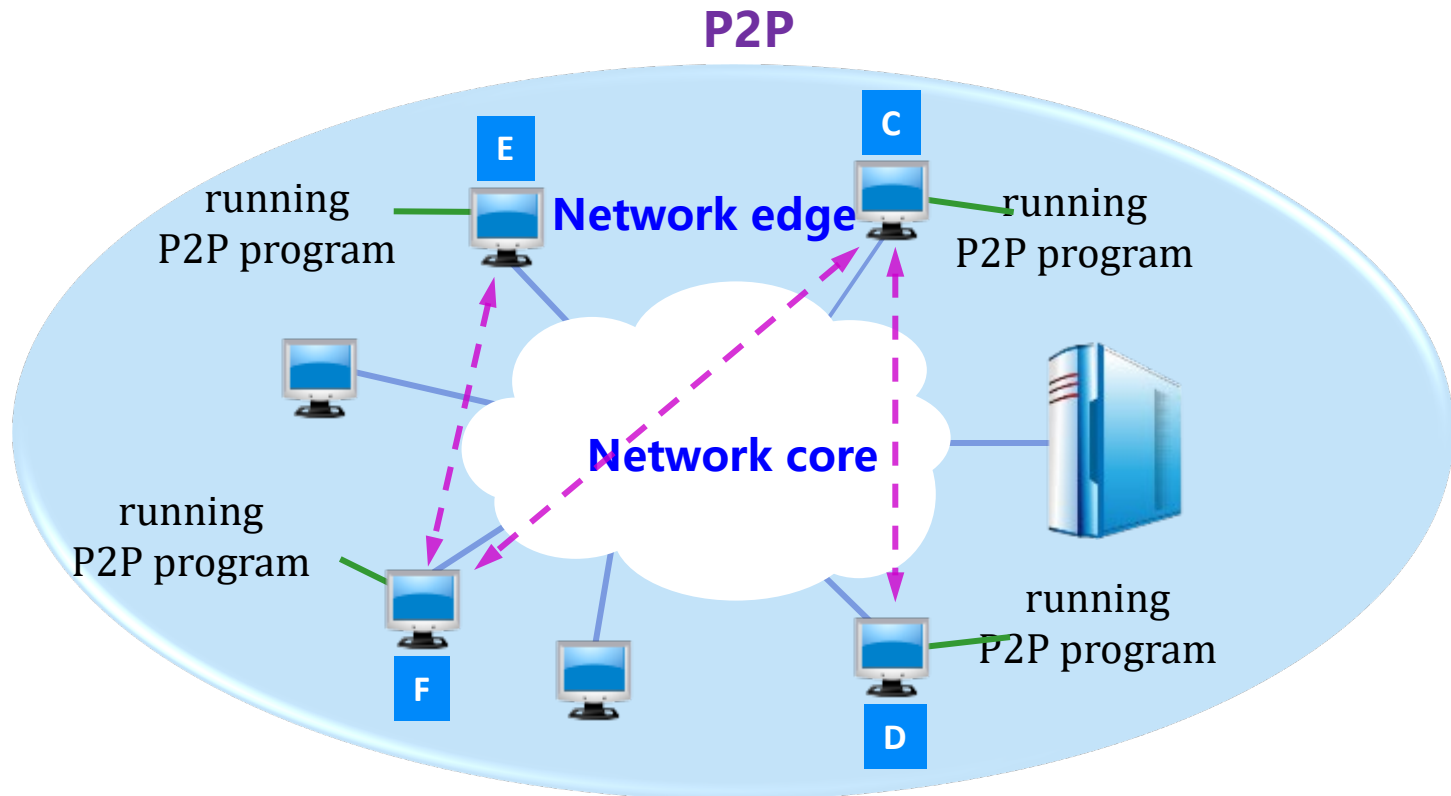 P2P
E
C
running
P2P program
Network edge
running
P2P program
Network core
running
P2P program
running
P2P program
F
D